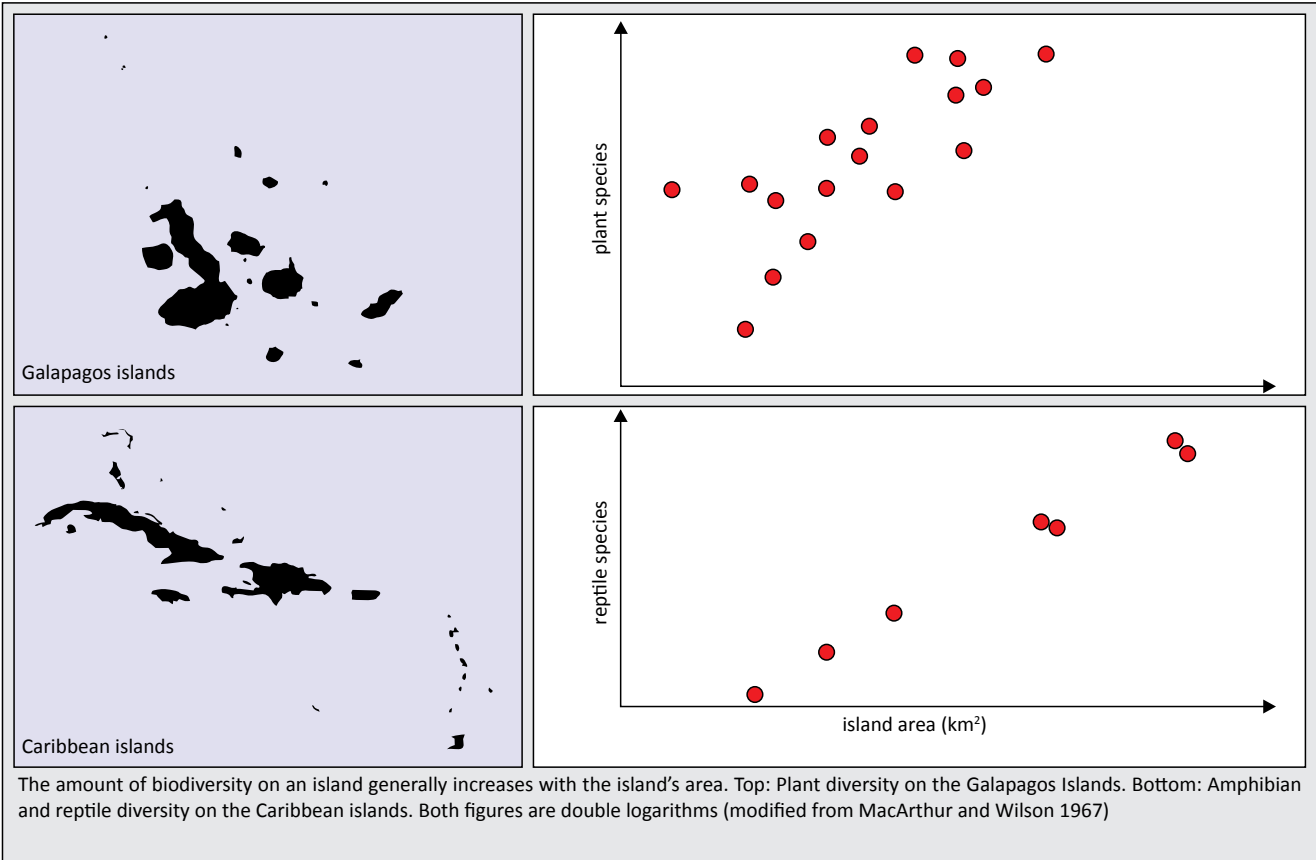 Galapagos islands
plant species
Caribbean islands
reptile species
island area (km²)
The amount of biodiversity on an island generally increases with the island's area. Top: Plant diversity on the Galapagos Islands. Bottom: Amphibian
and reptile diversity on the Caribbean islands. Both figures are double logarithms (modified from MacArthur and Wilson 1967)